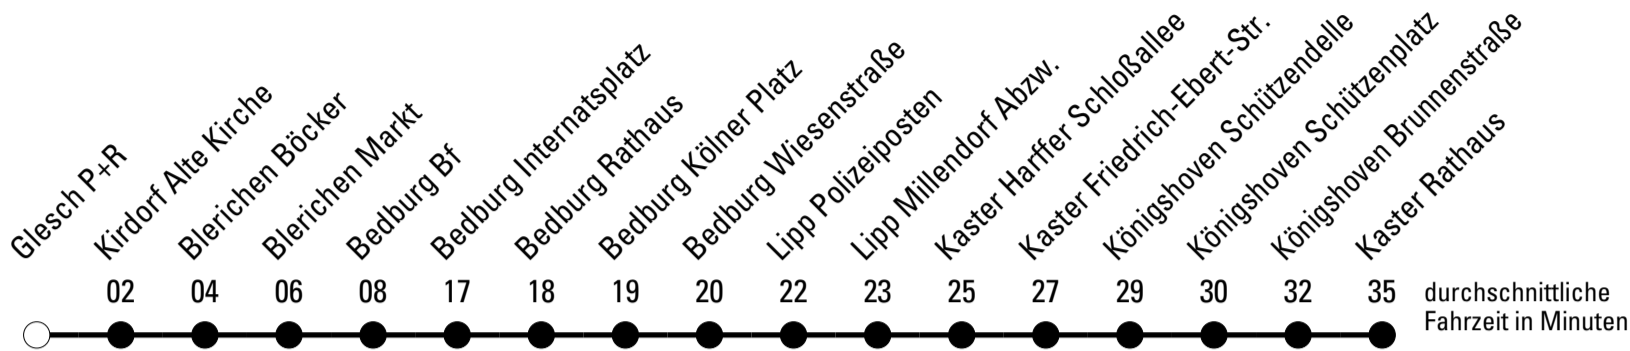 Glesch P+R
Kirdorf Alte Kirche
Blerichen Böcker
Blerichen Markt
Bedburg Bf
Bedburg Internatsplatz
Bedburg Rathaus
Bedburg Kölner Platz
Bedburg Wiesenstraße
Lipp Polizeiposten
Lipp Millendorf Abzw.
Kaster Harffer Schloßallee
Kaster Friedrich-Ebert-Str.
Königshoven Schützendelle
Königshoven Schützenplatz
Königshoven Brunnenstraße
Kaster Rathaus
02 04 06 08 17 18 19 20 22 23 25 27 29 30 32 35
durchschnittliche
Fahrzeit in Minuten